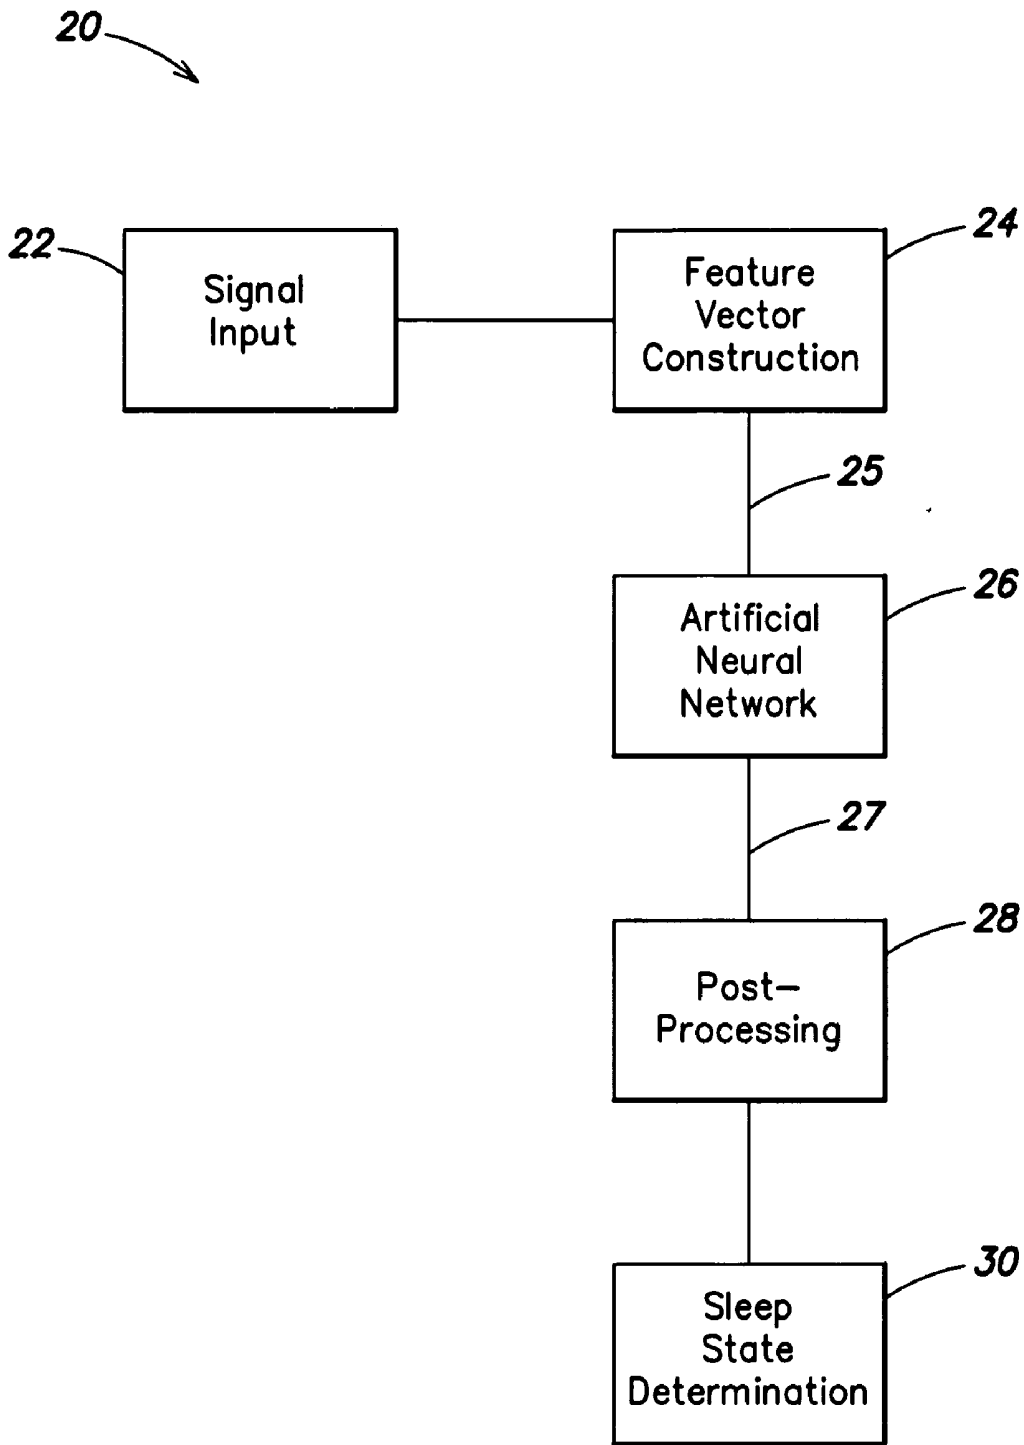 20
22
Signal
Input
24
Feature
Vector
Construction
25
26
Artificial
Neural
Network
27
28
Post–
Processing
30
Sleep
State
Determination